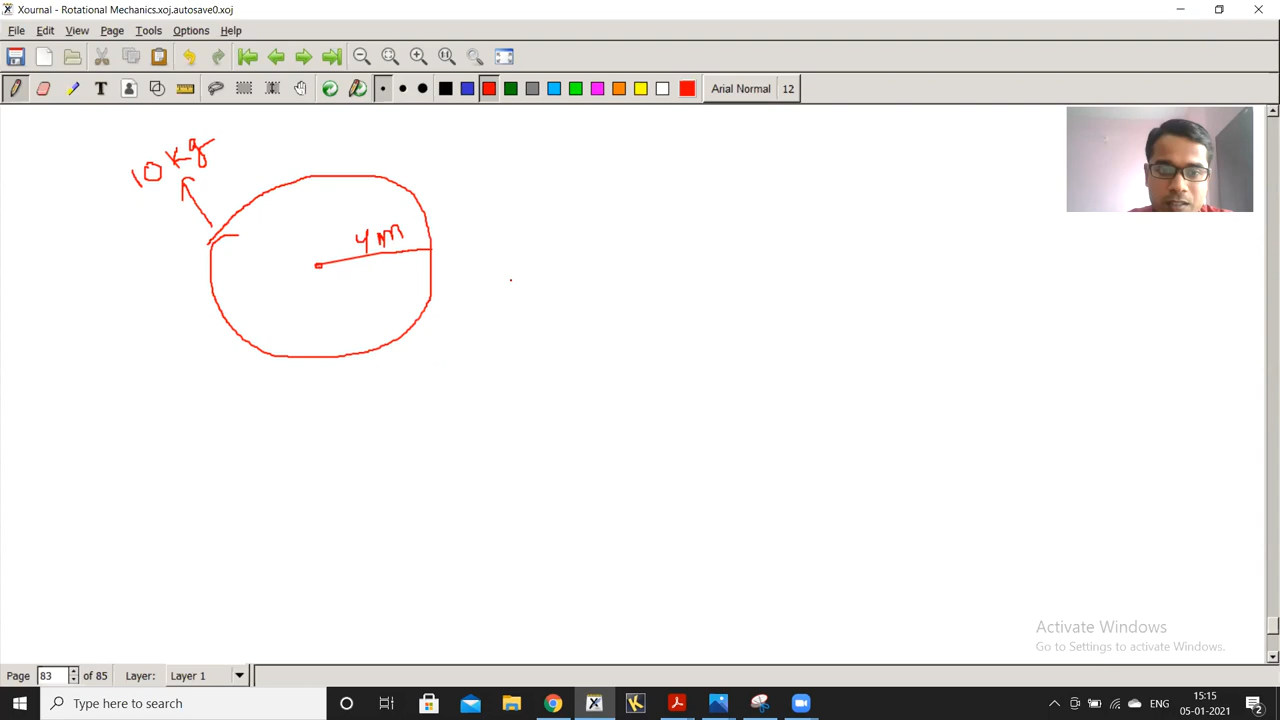 Xournal - Rotational Mechanics.xoj.autosave0.xoj
File Edit View Page Tools Options Help
Arial Normal 12
10 kg
4m
Activate Windows
Go to Settings to activate Windows.
Page 83 of 85 Layer: Layer 1
Type here to search
ENG
15:15
05-01-2021
2